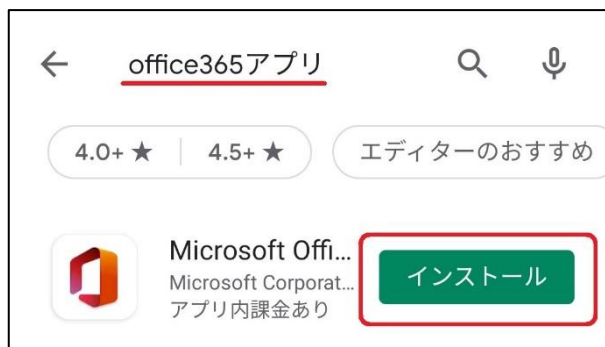 office365アプリ
4.0+ ★ 4.5+ ★ エディターのおすすめ
Microsoft Offi...
Microsoft Corporat...
アプリ内課金あり
インストール